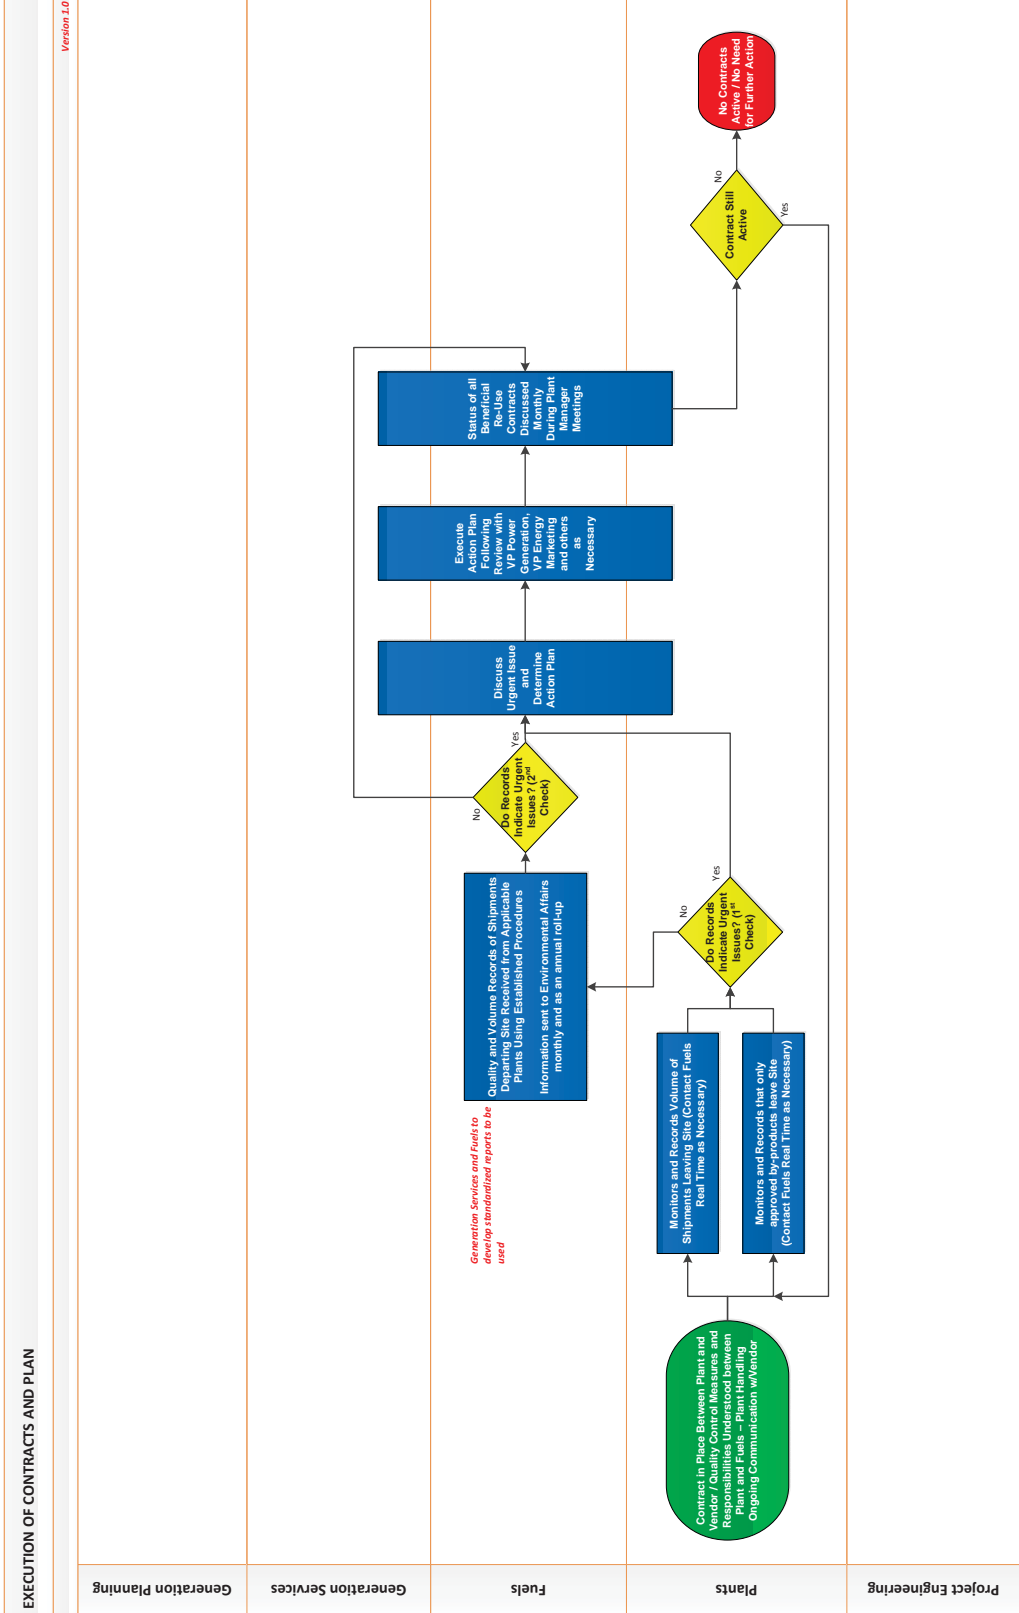 EXECUTION OF CONTRACTS AND PLAN
Version 1.0
Generation Planning
Generation Services
Fuels
Plants
Project Engineering
Contract in Place Between Plant and
Vendor / Quality Control Measures and
Responsibilities Understood between
Plant and Fuels – Plant Handling
Ongoing Communication w/Vendor
Monitors and Records Volume of
Shipments Leaving Site (Contact Fuels
Real Time as Necessary)
Monitors and Records that only
approved by-products leave Site
(Contact Fuels Real Time as Necessary)
Do Records
Indicate Urgent
Issues? (1st
Check)
No
Yes
Generation Services and Fuels to
develop standardized reports to be
used
Quality and Volume Records of Shipments
Departing Site Received from Applicable
Plants Using Established Procedures
Information sent to Environmental Affairs
monthly and as an annual roll-up
Do Records
Indicate Urgent
Issues? (2nd
Check)
No
Yes
Discuss
Urgent Issue
and
Determine
Action Plan
Execute
Action Plan
Following
Review with
VP Power
Generation,
VP Energy
Marketing
and others
as
Necessary
Status of all
Beneficial
Re-Use
Contracts
Discussed
Monthly
During Plant
Manager
Meetings
Contract Still
Active
No
Yes
No Contracts
Active / No Need
for Further Action